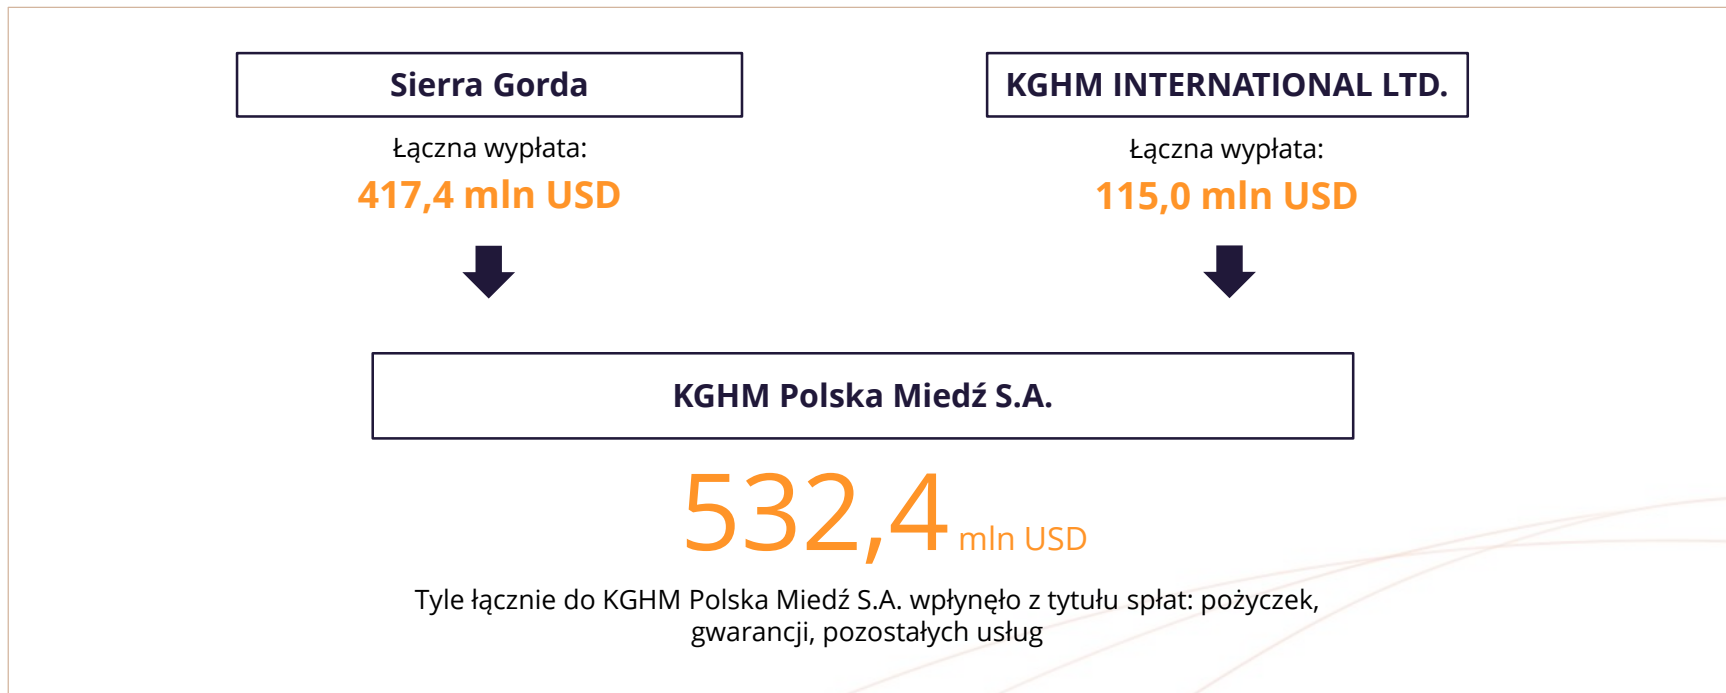 Sierra Gorda
KGHM INTERNATIONAL LTD.
Łączna wypłata:
417,4 mln USD
Łączna wypłata:
115,0 mln USD
KGHM Polska Miedź S.A.
532,4 mln USD
Tyle łącznie do KGHM Polska Miedź S.A. wpłynęło z tytułu spłat: pożyczek,
gwarancji, pozostałych usług